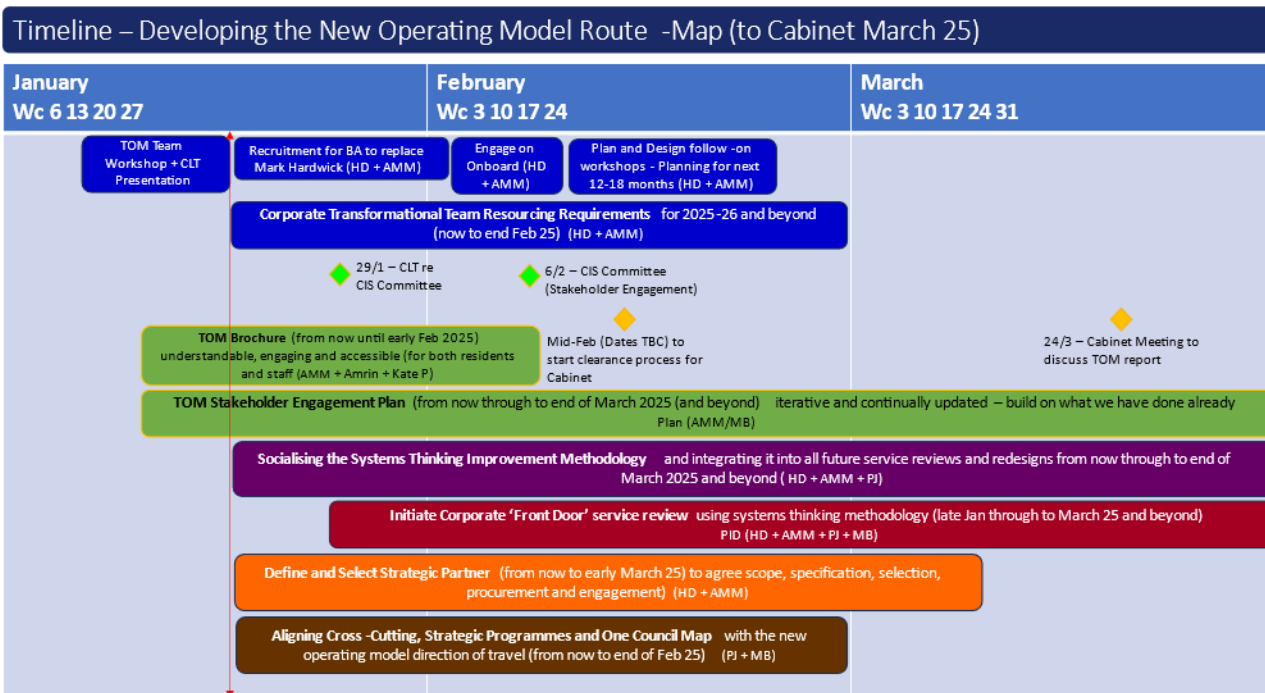 Timeline – Developing the New Operating Model Route -Map (to Cabinet March 25)
January
Wc 6 13 20 27
February
Wc 3 10 17 24
March
Wc 3 10 17 24 31
TOM Team
Workshop + CLT
Presentation
Recruitment for BA to replace
Mark Hardwick (HD + AMM)
Engage on
Onboard (HD
+ AMM)
Plan and Design follow -on
workshops - Planning for next
12-18 months (HD + AMM)
Corporate Transformational Team Resourcing Requirements for 2025-26 and beyond
(now to end Feb 25) (HD + AMM)
29/1 – CLT re
CIS Committee
6/2 – CIS Committee
(Stakeholder Engagement)
TOM Brochure (from now until early Feb 2025)
understandable, engaging and accessible (for both residents
and staff (AMM + Amrin + Kate P)
Mid-Feb (Dates TBC) to
start clearance process for
Cabinet
24/3 – Cabinet Meeting to
discuss TOM report
TOM Stakeholder Engagement Plan (from now through to end of March 2025 (and beyond) iterative and continually updated – build on what we have done already
Plan (AMM/MB)
Socialising the Systems Thinking Improvement Methodology and integrating it into all future service reviews and redesigns from now through to end of
March 2025 and beyond ( HD + AMM + PJ)
Initiate Corporate ‘Front Door’ service review using systems thinking methodology (late Jan through to March 25 and beyond)
PID (HD + AMM + PJ + MB)
Define and Select Strategic Partner (from now to early March 25) to agree scope, specification, selection,
procurement and engagement) (HD + AMM)
Aligning Cross -Cutting, Strategic Programmes and One Council Map with the new
operating model direction of travel (from now to end of Feb 25) (PJ + MB)